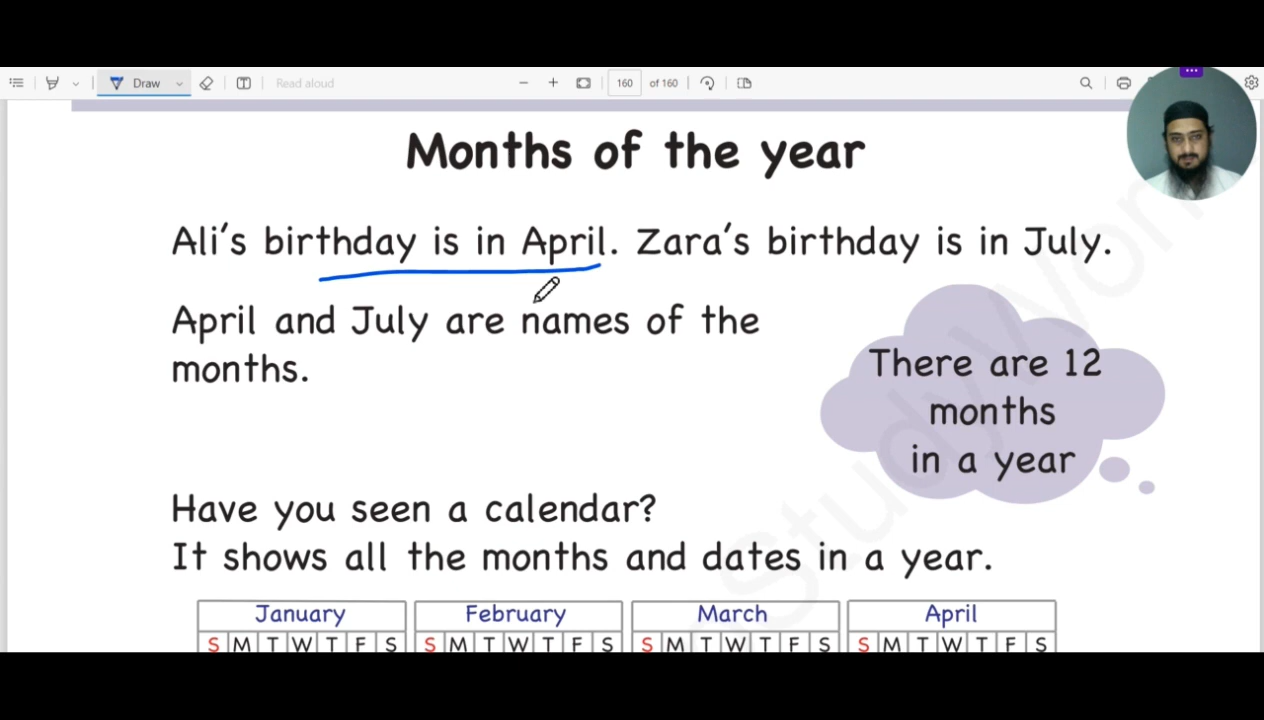 Draw
Read aloud
160 of 160
Months of the year
Ali's birthday is in April. Zara's birthday is in July.
April and July are names of the
months.
There are 12
months
in a year
Have you seen a calendar?
It shows all the months and dates in a year.
January February March April
S M T W T F S S M T W T F S S M T W T F S S M T W T F S